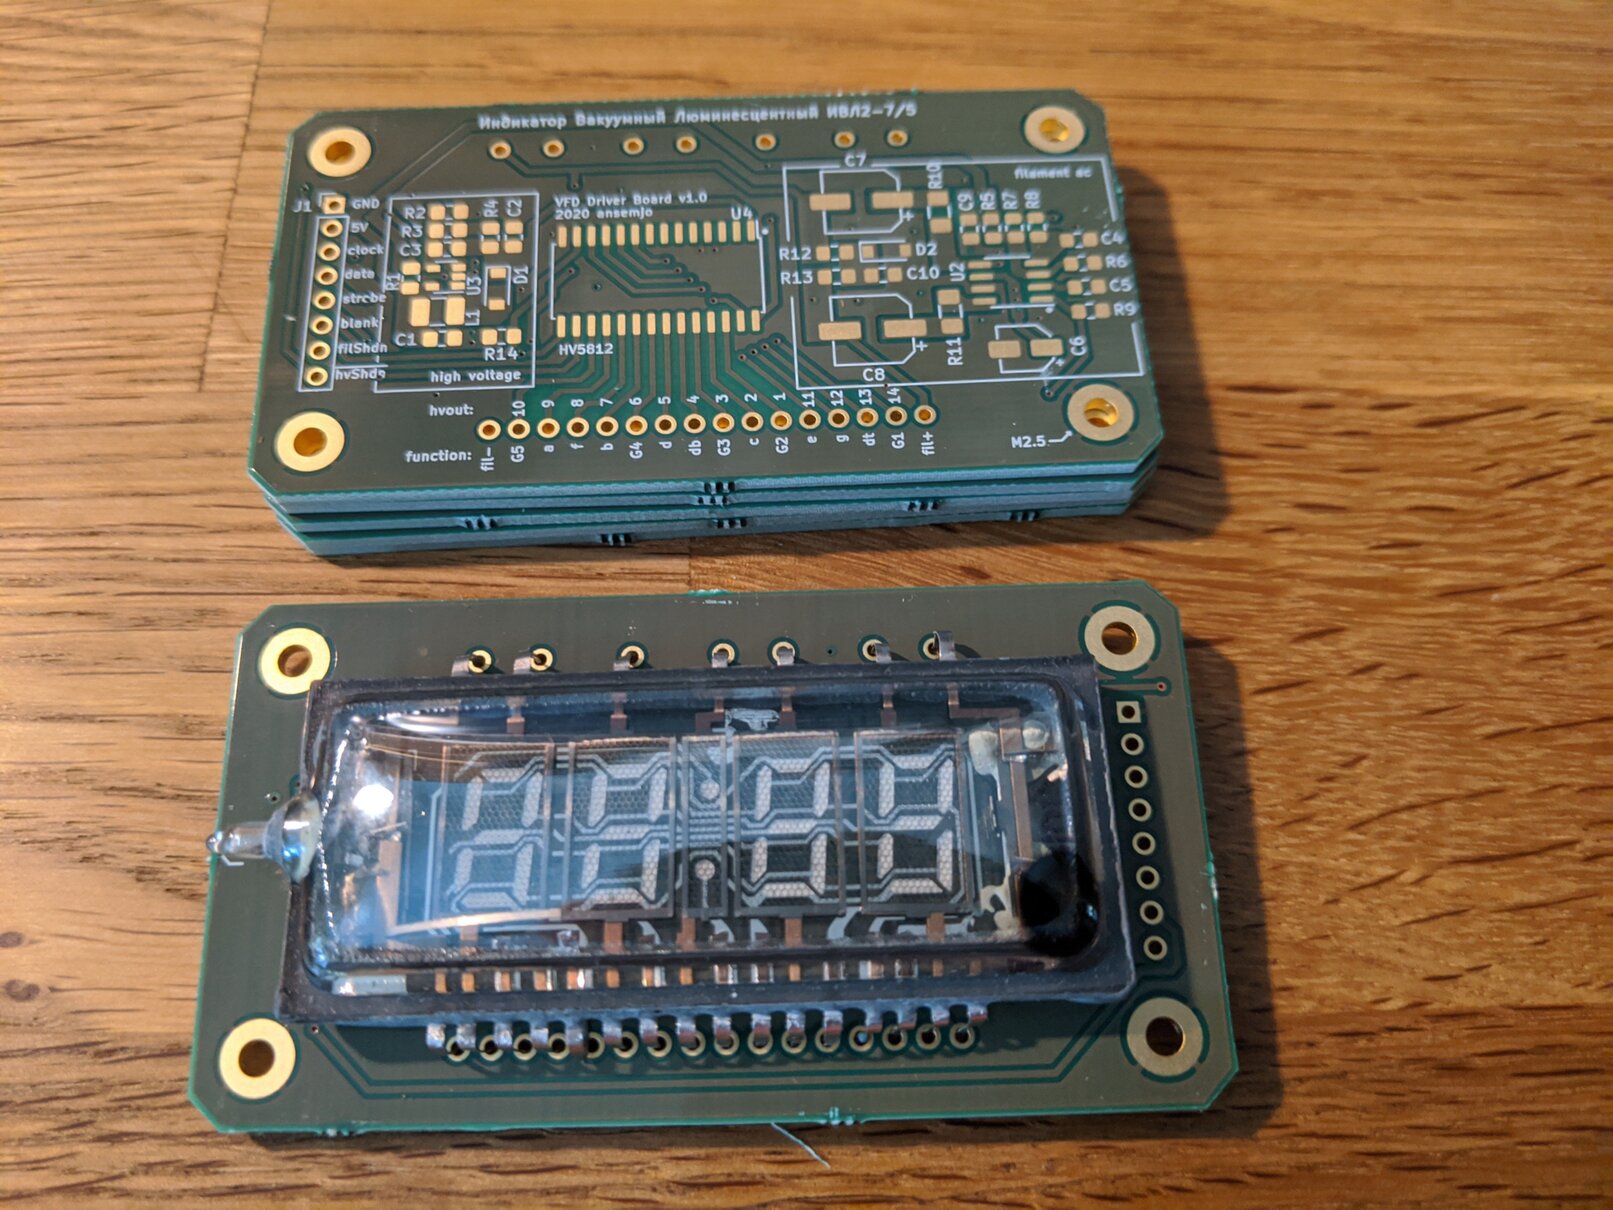 Индикатор Вакуумный Люминесцентный ИВЛ2-7/5
J1
GND
5V
clock
data
strobe
blank
filShdn
hvShdn
R2
R3
C3
R4
C2
R1
U3
D1
L1
C1
R14
high voltage
VFD Driver Board v1.0
2020 ansemjo
U4
HV5812
C7
R10
filament ac
C9
R5
R7
R8
R12
D2
R13
C10
U2
C4
R6
C5
R9
R11
C6
C8
+
+
+
hvout: 10 9 8 7 6 5 4 3 2 1 11 12 13 14
function: fil- G5 a f b G4 d db G3 c G2 e g dt G1 fil+
M2.5